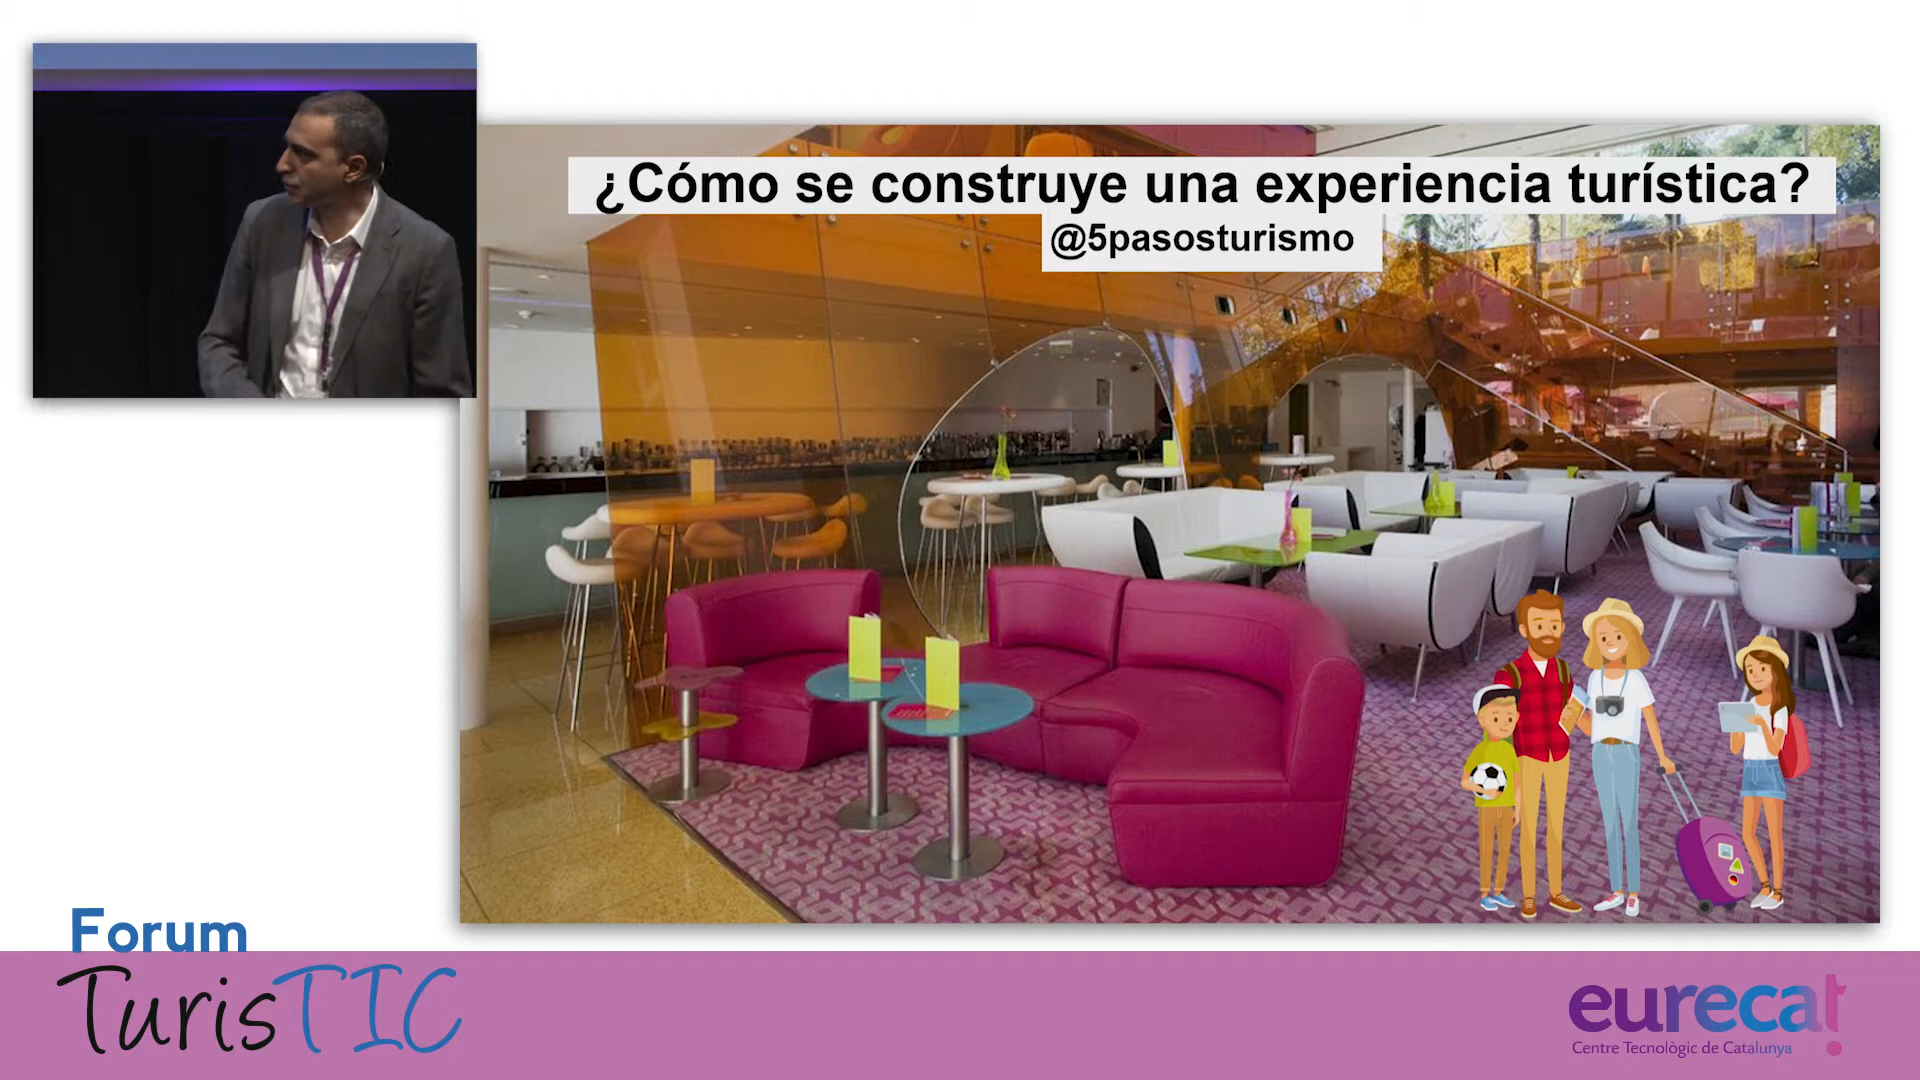 ¿Cómo se construye una experiencia turística?
@5pasosturismo
Forum
TurisTIC
eurecat
Centre Tecnològic de Catalunya